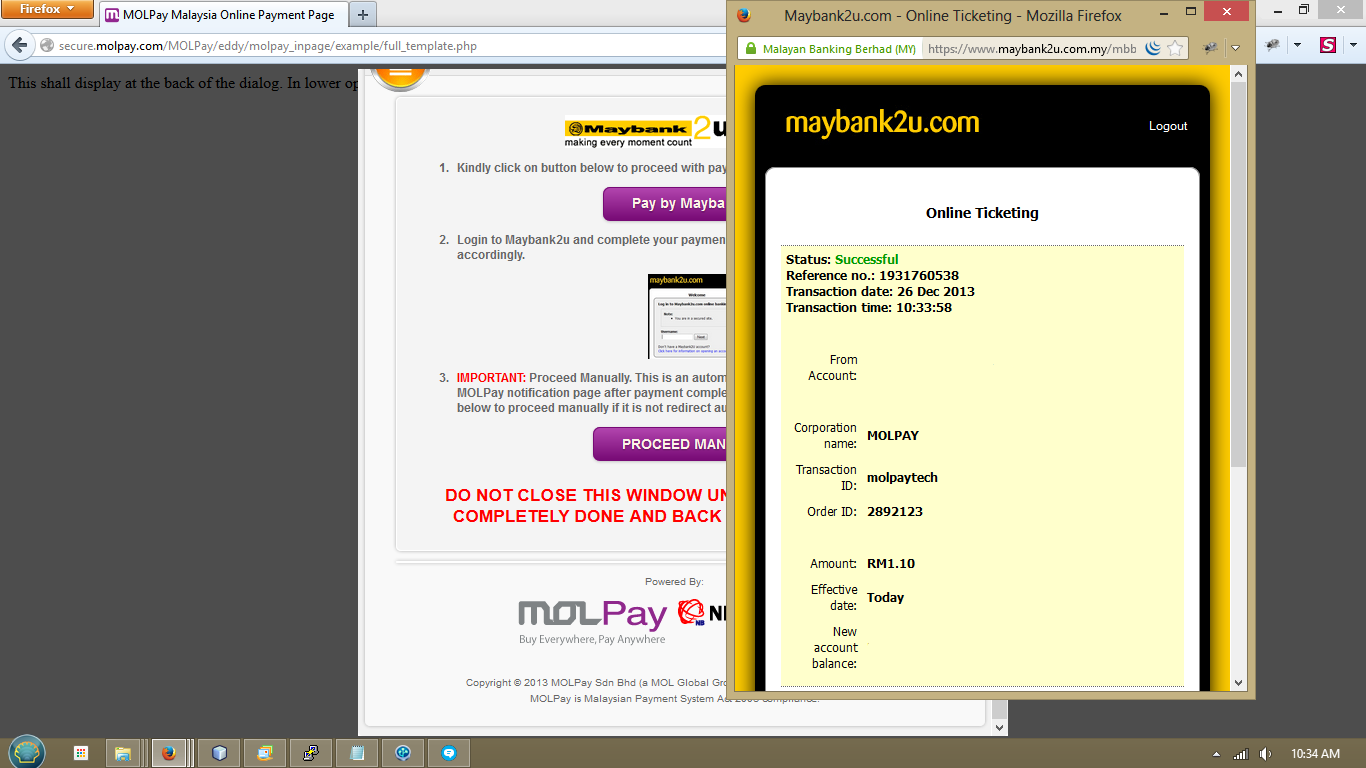 Firefox
MOLPay Malaysia Online Payment Page
secure.molpay.com/MOLPay/eddy/molpay_inpage/example/full_template.php
This shall display at the back of the dialog. In lower op
Maybank2u
making every moment count
1. Kindly click on button below to proceed with pay
Pay by Mayba
2. Login to Maybank2u and complete your paymen
accordingly.
maybank2u.com
Welcome
3. IMPORTANT: Proceed Manually. This is an autom
MOLPay notification page after payment comple
below to proceed manually if it is not redirect au
PROCEED MAN
DO NOT CLOSE THIS WINDOW UN
COMPLETELY DONE AND BACK
Powered By:
MOLPay
Buy Everywhere, Pay Anywhere
NB
Copyright © 2013 MOLPay Sdn Bhd (a MOL Global Gro
MOLPay is Malaysian Payment System Act 2003 compliance.
Maybank2u.com - Online Ticketing - Mozilla Firefox
Malayan Banking Berhad (MY)
https://www.maybank2u.com.my/mbb
maybank2u.com
Logout
Online Ticketing
Status: Successful
Reference no.: 1931760538
Transaction date: 26 Dec 2013
Transaction time: 10:33:58
From
Account:
Corporation
name: MOLPAY
Transaction
ID: molpaytech
Order ID: 2892123
Amount: RM1.10
Effective
date: Today
New
account
balance:
10:34 AM